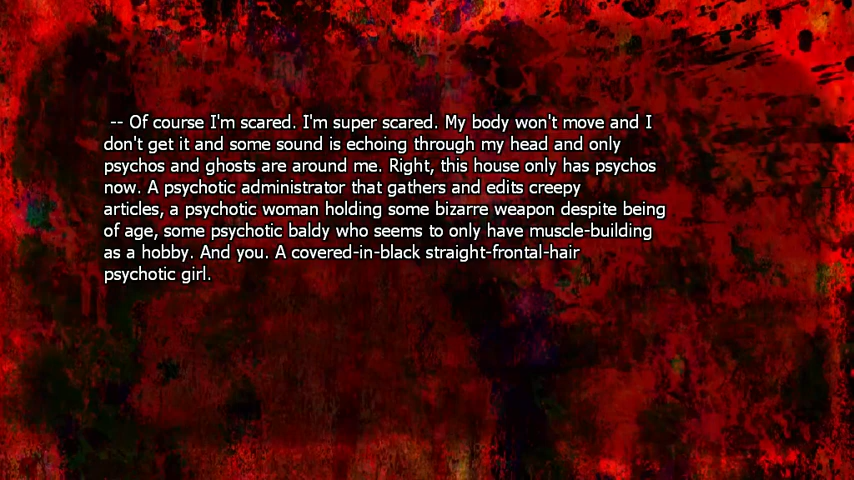 -- Of course I'm scared. I'm super scared. My body won't move and I
don't get it and some sound is echoing through my head and only
psychos and ghosts are around me. Right, this house only has psychos
now. A psychotic administrator that gathers and edits creepy
articles, a psychotic woman holding some bizarre weapon despite being
of age, some psychotic baldy who seems to only have muscle-building
as a hobby. And you. A covered-in-black straight-frontal-hair
psychotic girl.